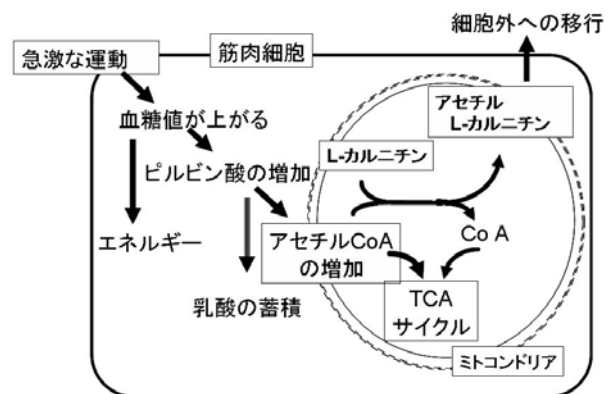 細胞外への移行
急激な運動
筋肉細胞
アセチル
L-カルニチン
血糖値が上がる
L-カルニチン
ピルビン酸の増加
エネルギー
アセチルCoA
の増加
Co A
乳酸の蓄積
TCA
サイクル
ミトコンドリア